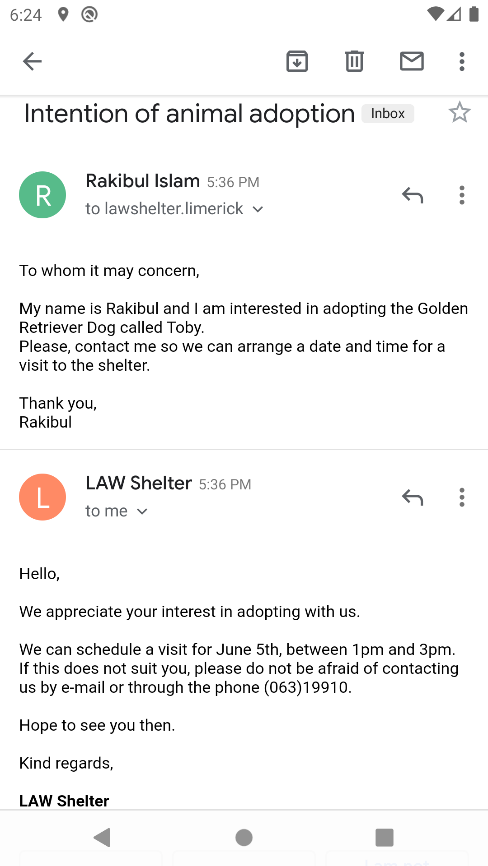 6:24
Intention of animal adoption Inbox
R
Rakibul Islam 5:36 PM
to lawshelter.limerick
To whom it may concern,
My name is Rakibul and I am interested in adopting the Golden
Retriever Dog called Toby.
Please, contact me so we can arrange a date and time for a
visit to the shelter.
Thank you,
Rakibul
L
LAW Shelter 5:36 PM
to me
Hello,
We appreciate your interest in adopting with us.
We can schedule a visit for June 5th, between 1pm and 3pm.
If this does not suit you, please do not be afraid of contacting
us by e-mail or through the phone (063)19910.
Hope to see you then.
Kind regards,
LAW Shelter